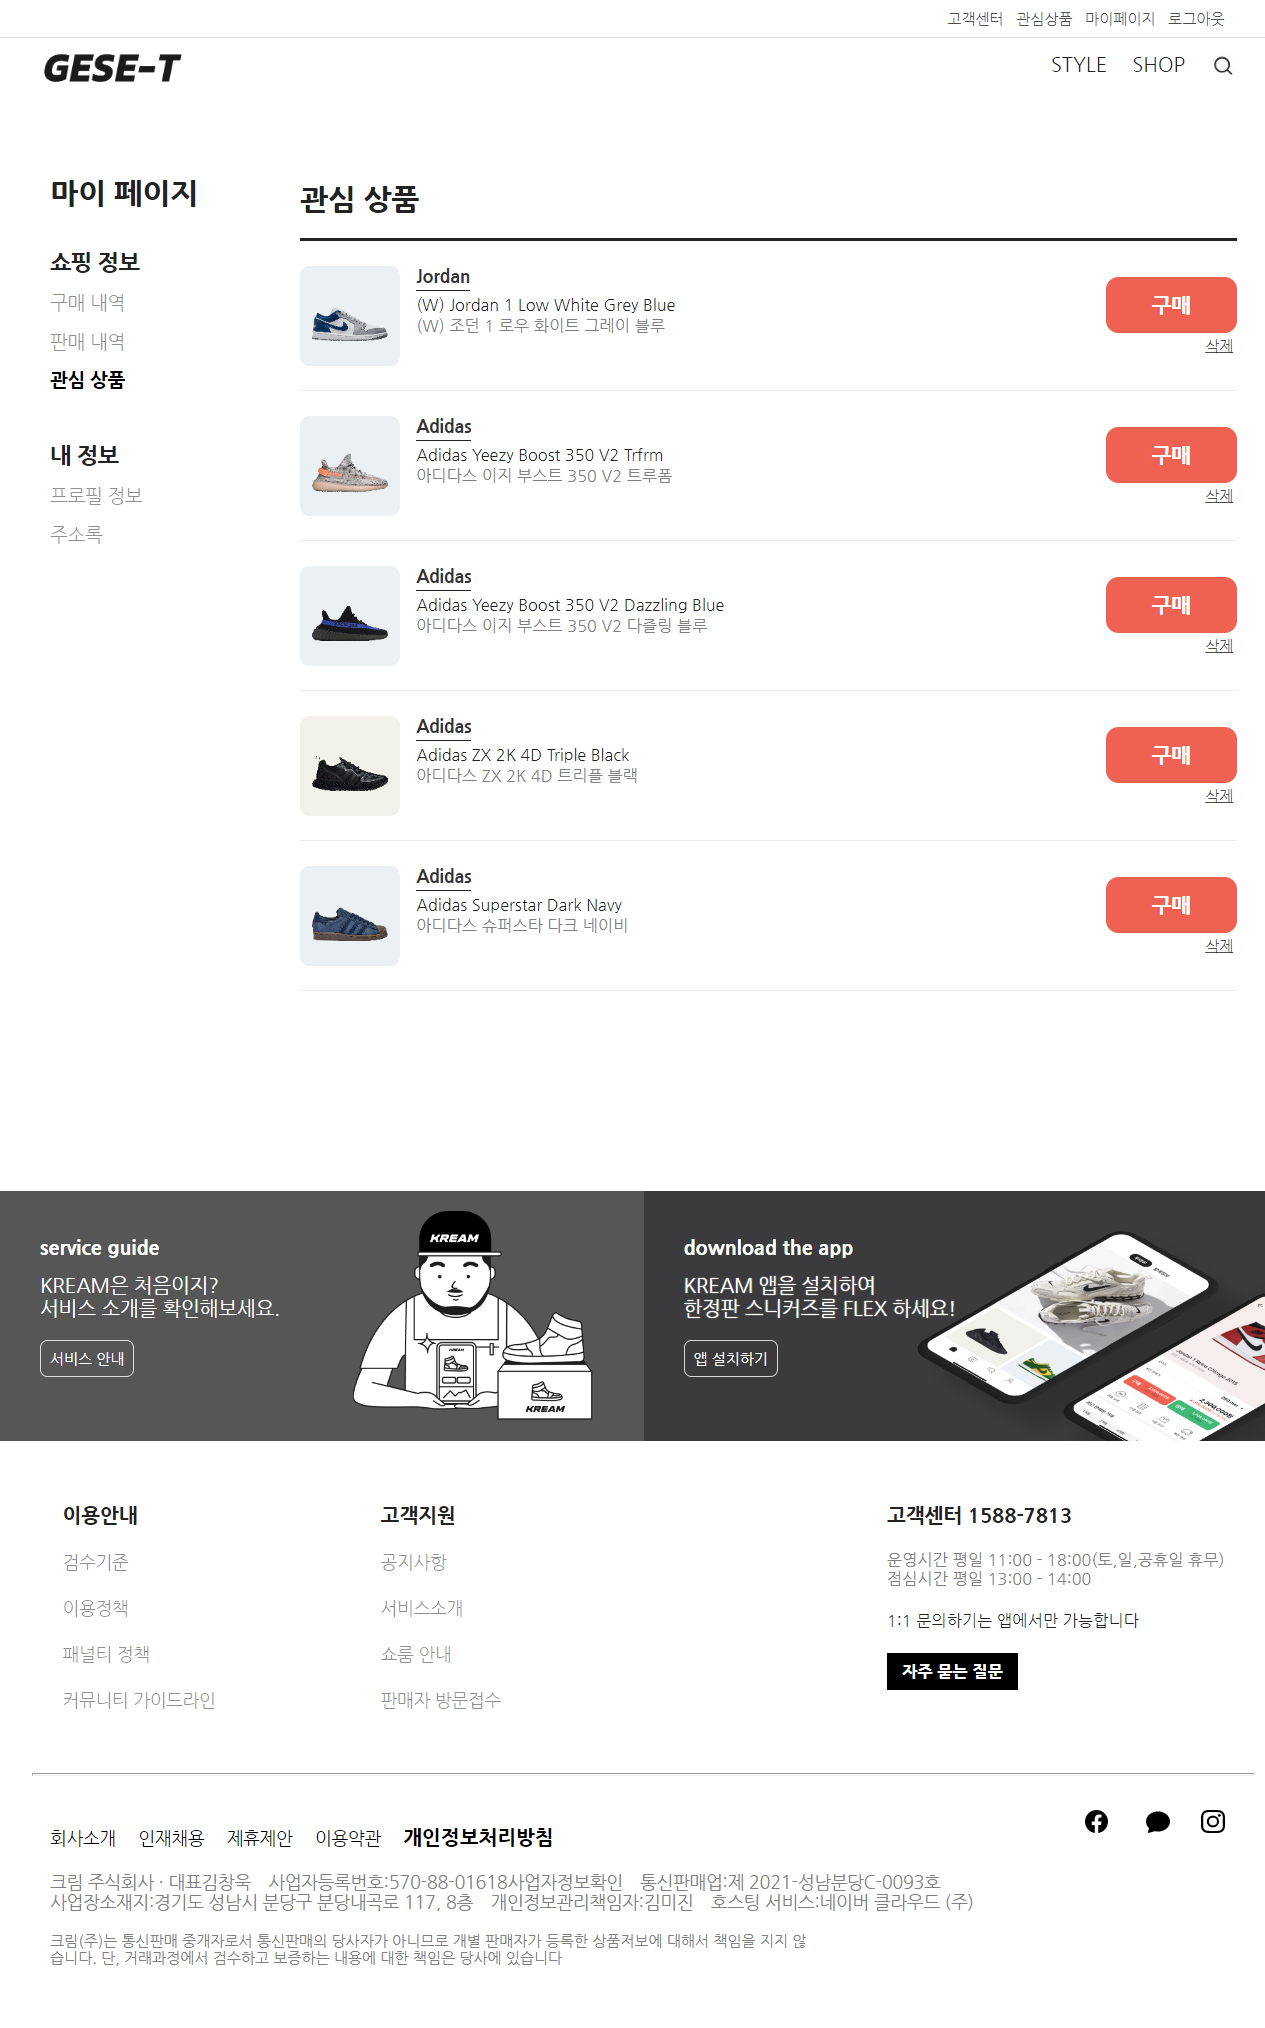 고객센터 관심상품 마이페이지 로그아웃
GESE-T
STYLE SHOP
마이 페이지
쇼핑 정보
구매 내역
판매 내역
관심 상품
내 정보
프로필 정보
주소록
관심 상품
Jordan
(W) Jordan 1 Low White Grey Blue
(W) 조던 1 로우 화이트 그레이 블루
구매
삭제
Adidas
Adidas Yeezy Boost 350 V2 Trfrm
아디다스 이지 부스트 350 V2 트루폼
구매
삭제
Adidas
Adidas Yeezy Boost 350 V2 Dazzling Blue
아디다스 이지 부스트 350 V2 다즐링 블루
구매
삭제
Adidas
Adidas ZX 2K 4D Triple Black
아디다스 ZX 2K 4D 트리플 블랙
구매
삭제
Adidas
Adidas Superstar Dark Navy
아디다스 슈퍼스타 다크 네이비
구매
삭제
service guide
KREAM은 처음이지?
서비스 소개를 확인해보세요.
서비스 안내
KREAM
KREAM
KREAM
download the app
KREAM 앱을 설치하여
한정판 스니커즈를 FLEX 하세요!
앱 설치하기
Jordan 1 Retro Chicago 2015
이용안내
검수기준
이용정책
패널티 정책
커뮤니티 가이드라인
고객지원
공지사항
서비스소개
쇼룸 안내
판매자 방문접수
고객센터 1588-7813
운영시간 평일 11:00 - 18:00(토,일,공휴일 휴무)
점심시간 평일 13:00 - 14:00
1:1 문의하기는 앱에서만 가능합니다
자주 묻는 질문
회사소개 인재채용 제휴제안 이용약관 개인정보처리방침
크림 주식회사 · 대표김창욱 사업자등록번호:570-88-01618사업자정보확인 통신판매업:제 2021-성남분당C-0093호
사업장소재지:경기도 성남시 분당구 분당내곡로 117, 8층 개인정보관리책임자:김미진 호스팅 서비스:네이버 클라우드 (주)
크림(주)는 통신판매 중개자로서 통신판매의 당사자가 아니므로 개별 판매자가 등록한 상품저보에 대해서 책임을 지지 않
습니다. 단, 거래과정에서 검수하고 보증하는 내용에 대한 책임은 당사에 있습니다